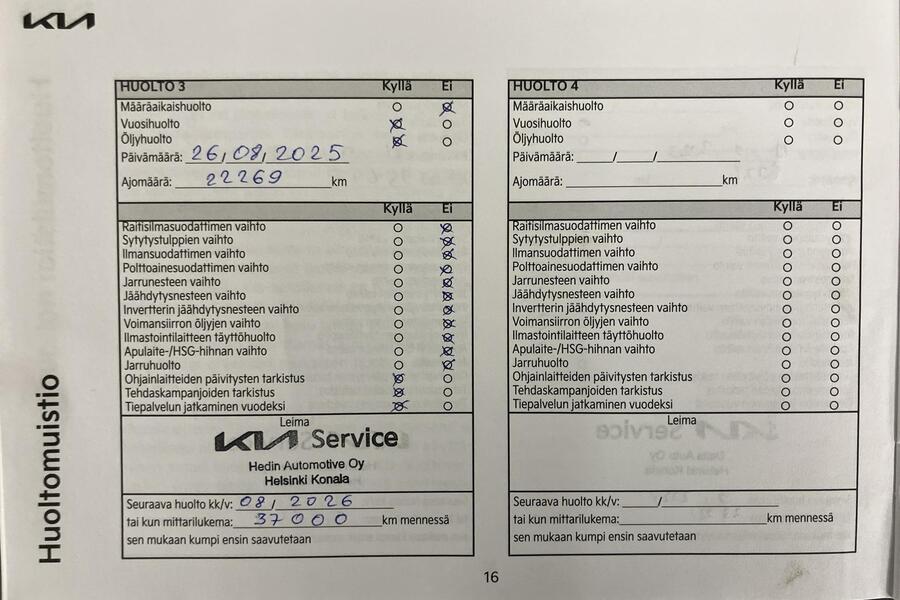 KIA
Huoltomuistio
HUOLTO 3 Kyllä Ei
Määräaikaishuolto
Vuosihuolto
Öljyhuolto
Päivämäärä: 26/08/2025
Ajomäärä: 22269 km
Kyllä Ei
Raitisilmasuodattimen vaihto
Sytytystulppien vaihto
Ilmansuodattimen vaihto
Polttoainesuodattimen vaihto
Jarrunesteen vaihto
Jäähdytysnesteen vaihto
Invertterin jäähdytysnesteen vaihto
Voimansiirron öljyjen vaihto
Ilmastointilaitteen täyttöhuolto
Apulaite-/HSG-hihnan vaihto
Jarruhuolto
Ohjainlaitteiden päivitysten tarkistus
Tehdaskampanjoiden tarkistus
Tiepalvelun jatkaminen vuodeksi
Leima
KIA Service
Hedin Automotive Oy
Helsinki Konala
Seuraava huolto kk/v: 08/2026
tai kun mittarilukema: 37000 km mennessä
sen mukaan kumpi ensin saavutetaan
HUOLTO 4 Kyllä Ei
Määräaikaishuolto
Vuosihuolto
Öljyhuolto
Päivämäärä: / /
Ajomäärä: km
Kyllä Ei
Raitisilmasuodattimen vaihto
Sytytystulppien vaihto
Ilmansuodattimen vaihto
Polttoainesuodattimen vaihto
Jarrunesteen vaihto
Jäähdytysnesteen vaihto
Invertterin jäähdytysnesteen vaihto
Voimansiirron öljyjen vaihto
Ilmastointilaitteen täyttöhuolto
Apulaite-/HSG-hihnan vaihto
Jarruhuolto
Ohjainlaitteiden päivitysten tarkistus
Tehdaskampanjoiden tarkistus
Tiepalvelun jatkaminen vuodeksi
Leima
Seuraava huolto kk/v: /
tai kun mittarilukema: km mennessä
sen mukaan kumpi ensin saavutetaan
16